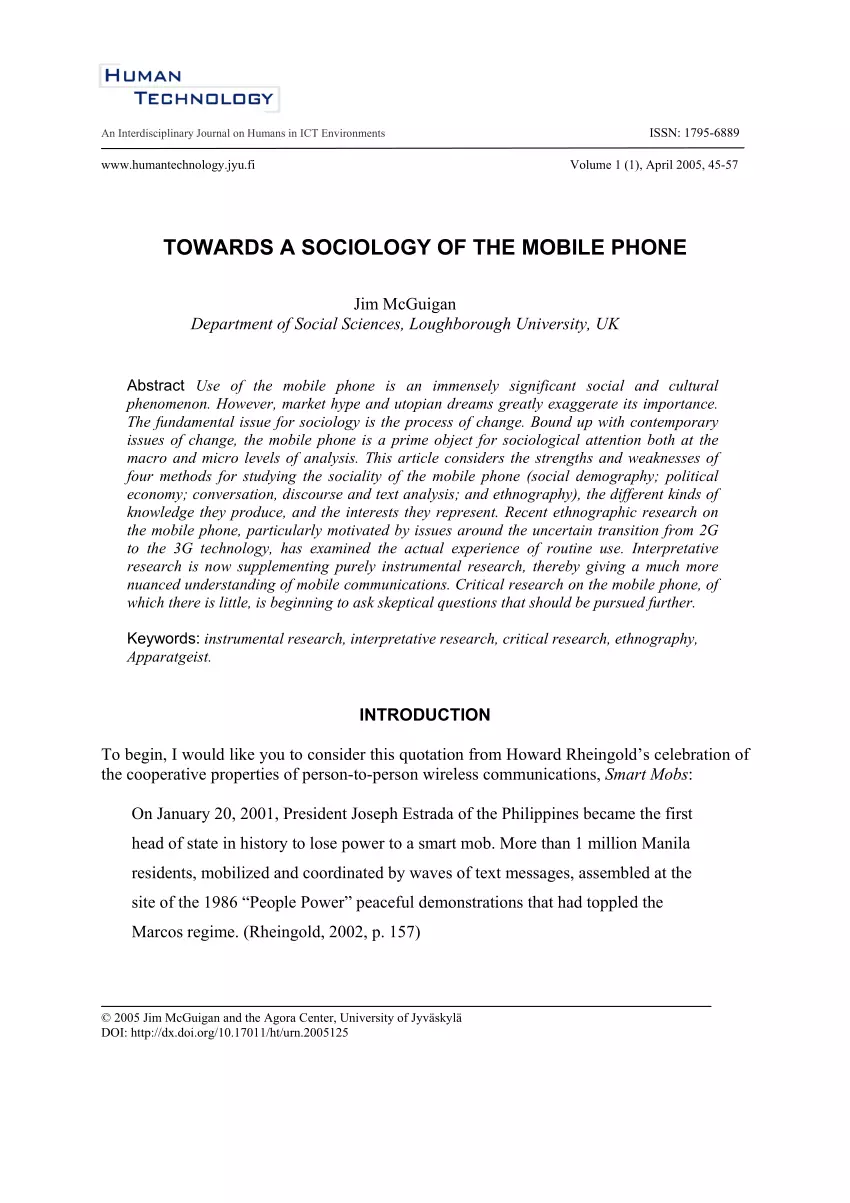 HUMAN
TECHNOLOGY
An Interdisciplinary Journal on Humans in ICT Environments
ISSN: 1795-6889
www.humantechnology.jyu.fi
Volume 1 (1), April 2005, 45-57
TOWARDS A SOCIOLOGY OF THE MOBILE PHONE
Jim McGuigan
Department of Social Sciences, Loughborough University, UK
Abstract Use of the mobile phone is an immensely significant social and cultural
phenomenon. However, market hype and utopian dreams greatly exaggerate its importance.
The fundamental issue for sociology is the process of change. Bound up with contemporary
issues of change, the mobile phone is a prime object for sociological attention both at the
macro and micro levels of analysis. This article considers the strengths and weaknesses of
four methods for studying the sociality of the mobile phone (social demography; political
economy; conversation, discourse and text analysis; and ethnography), the different kinds of
knowledge they produce, and the interests they represent. Recent ethnographic research on
the mobile phone, particularly motivated by issues around the uncertain transition from 2G
to the 3G technology, has examined the actual experience of routine use. Interpretative
research is now supplementing purely instrumental research, thereby giving a much more
nuanced understanding of mobile communications. Critical research on the mobile phone, of
which there is little, is beginning to ask skeptical questions that should be pursued further.
Keywords: instrumental research, interpretative research, critical research, ethnography,
Apparatgeist.
INTRODUCTION
To begin, I would like you to consider this quotation from Howard Rheingold’s celebration of
the cooperative properties of person-to-person wireless communications, Smart Mobs:
On January 20, 2001, President Joseph Estrada of the Philippines became the first
head of state in history to lose power to a smart mob. More than 1 million Manila
residents, mobilized and coordinated by waves of text messages, assembled at the
site of the 1986 “People Power” peaceful demonstrations that had toppled the
Marcos regime. (Rheingold, 2002, p. 157)
© 2005 Jim McGuigan and the Agora Center, University of Jyväskylä
DOI: http://dx.doi.org/10.17011/ht/urn.2005125